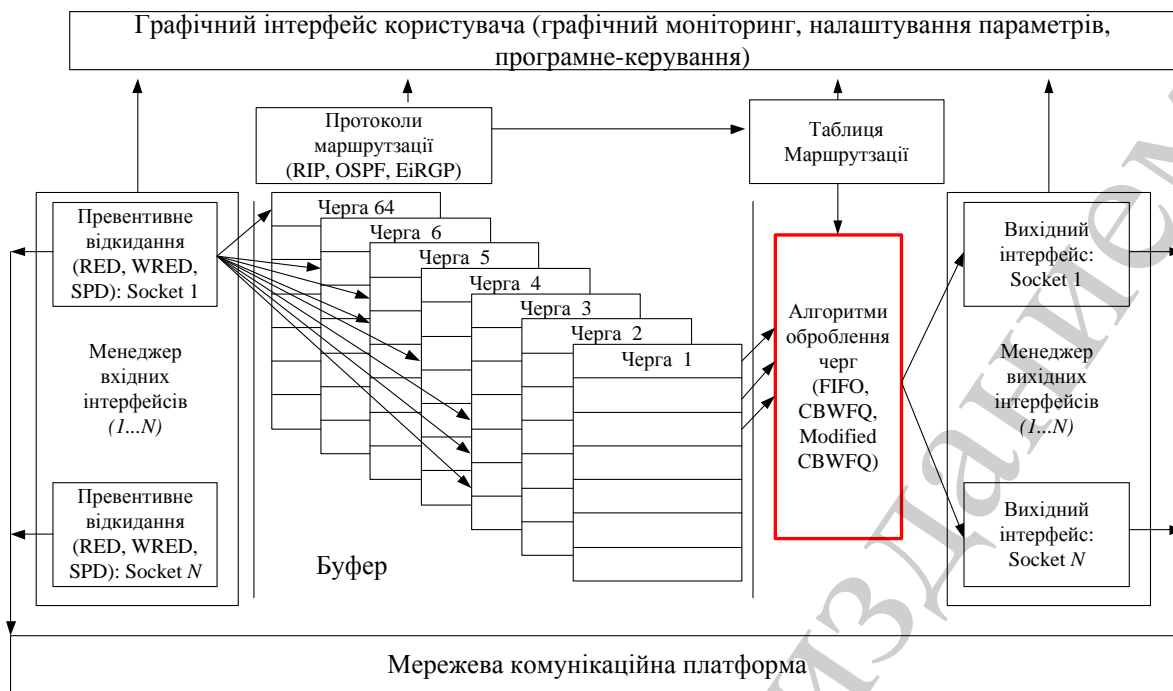 Графічний інтерфейс користувача (графічний моніторинг, налаштування параметрів,
програмне-керування)
Протоколи
маршрутзації
(RIP, OSPF, EiRGP)
Таблиця
Маршрутзації
Превентивне
відкидання
(RED, WRED,
SPD): Socket 1
Менеджер
вхідних
інтерфейсів
(1...N)
Превентивне
відкидання
(RED, WRED,
SPD): Socket N
Черга 64
Черга 6
Черга 5
Черга 4
Черга 3
Черга 2
Черга 1
Буфер
Алгоритми
оброблення
черг
(FIFO,
CBWFQ,
Modified
CBWFQ)
Вихідний
інтерфейс:
Socket 1
Менеджер
вихідних
інтерфейсів
(1...N)
Вихідний
інтерфейс:
Socket N
Мережева комунікаційна платформа
изданием